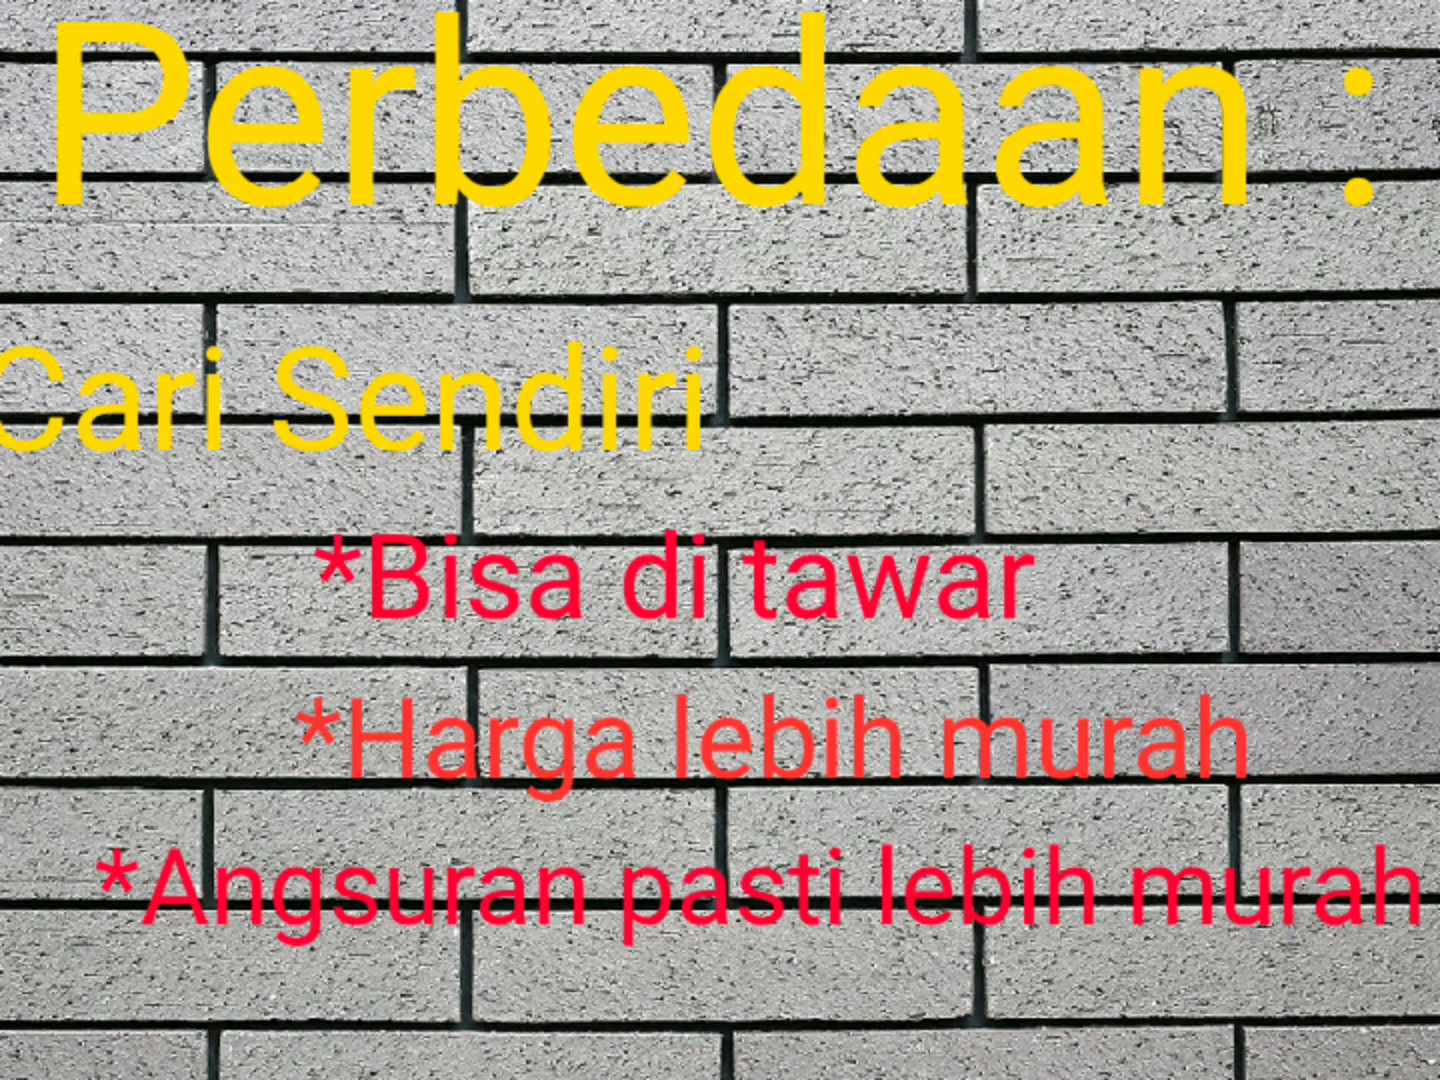 Perbedaan :
Cari Sendiri
*Bisa di tawar
*Harga lebih murah
*Angsuran pasti lebih murah